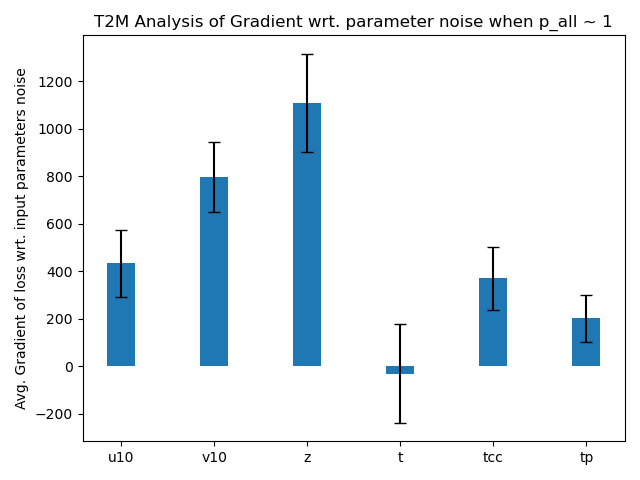 T2M Analysis of Gradient wrt. parameter noise when p_all ~ 1
Avg. Gradient of loss wrt. input parameters noise
1200
1000
800
600
400
200
0
−200
u10 v10 z t tcc tp